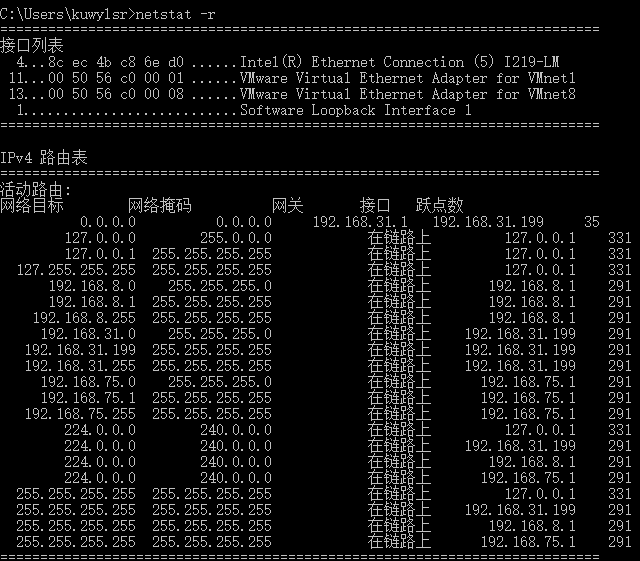 C:\Users\kuwylsr>netstat -r
===========================================================================
接口列表
  4...8c ec 4b c8 6e d0 ......Intel(R) Ethernet Connection (5) I219-LM
 11...00 50 56 c0 00 01 ......VMware Virtual Ethernet Adapter for VMnet1
 13...00 50 56 c0 00 08 ......VMware Virtual Ethernet Adapter for VMnet8
  1...........................Software Loopback Interface 1
===========================================================================
IPv4 路由表
===========================================================================
活动路由:
网络目标        网络掩码          网关       接口   跃点数
          0.0.0.0          0.0.0.0     192.168.31.1   192.168.31.199     35
        127.0.0.0        255.0.0.0            在链路上         127.0.0.1    331
        127.0.0.1  255.255.255.255            在链路上         127.0.0.1    331
  127.255.255.255  255.255.255.255            在链路上         127.0.0.1    331
      192.168.8.0    255.255.255.0            在链路上       192.168.8.1    291
      192.168.8.1  255.255.255.255            在链路上       192.168.8.1    291
    192.168.8.255  255.255.255.255            在链路上       192.168.8.1    291
     192.168.31.0    255.255.255.0            在链路上    192.168.31.199    291
   192.168.31.199  255.255.255.255            在链路上    192.168.31.199    291
   192.168.31.255  255.255.255.255            在链路上    192.168.31.199    291
     192.168.75.0    255.255.255.0            在链路上      192.168.75.1    291
     192.168.75.1  255.255.255.255            在链路上      192.168.75.1    291
   192.168.75.255  255.255.255.255            在链路上      192.168.75.1    291
        224.0.0.0        240.0.0.0            在链路上         127.0.0.1    331
        224.0.0.0        240.0.0.0            在链路上    192.168.31.199    291
        224.0.0.0        240.0.0.0            在链路上       192.168.8.1    291
        224.0.0.0        240.0.0.0            在链路上      192.168.75.1    291
  255.255.255.255  255.255.255.255            在链路上         127.0.0.1    331
  255.255.255.255  255.255.255.255            在链路上    192.168.31.199    291
  255.255.255.255  255.255.255.255            在链路上       192.168.8.1    291
  255.255.255.255  255.255.255.255            在链路上      192.168.75.1    291
===========================================================================